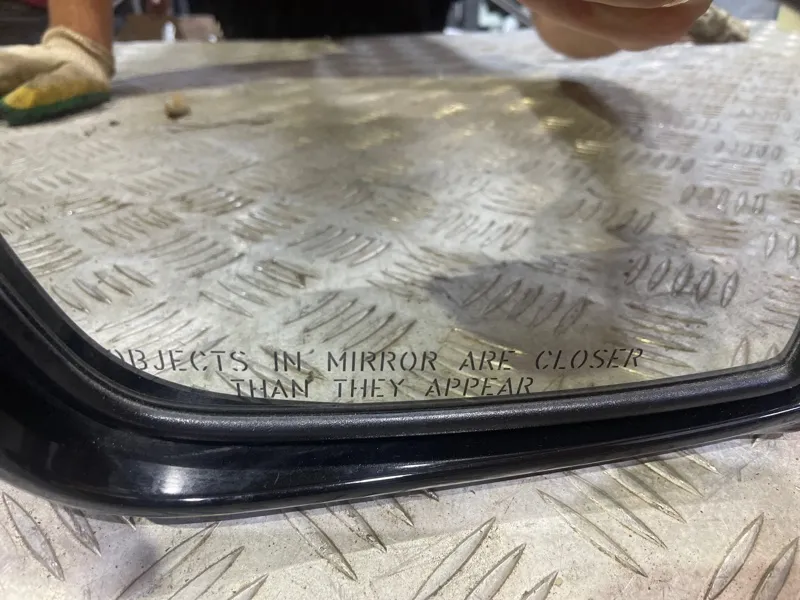 OBJECTS IN MIRROR ARE CLOSER
THAN THEY APPEAR